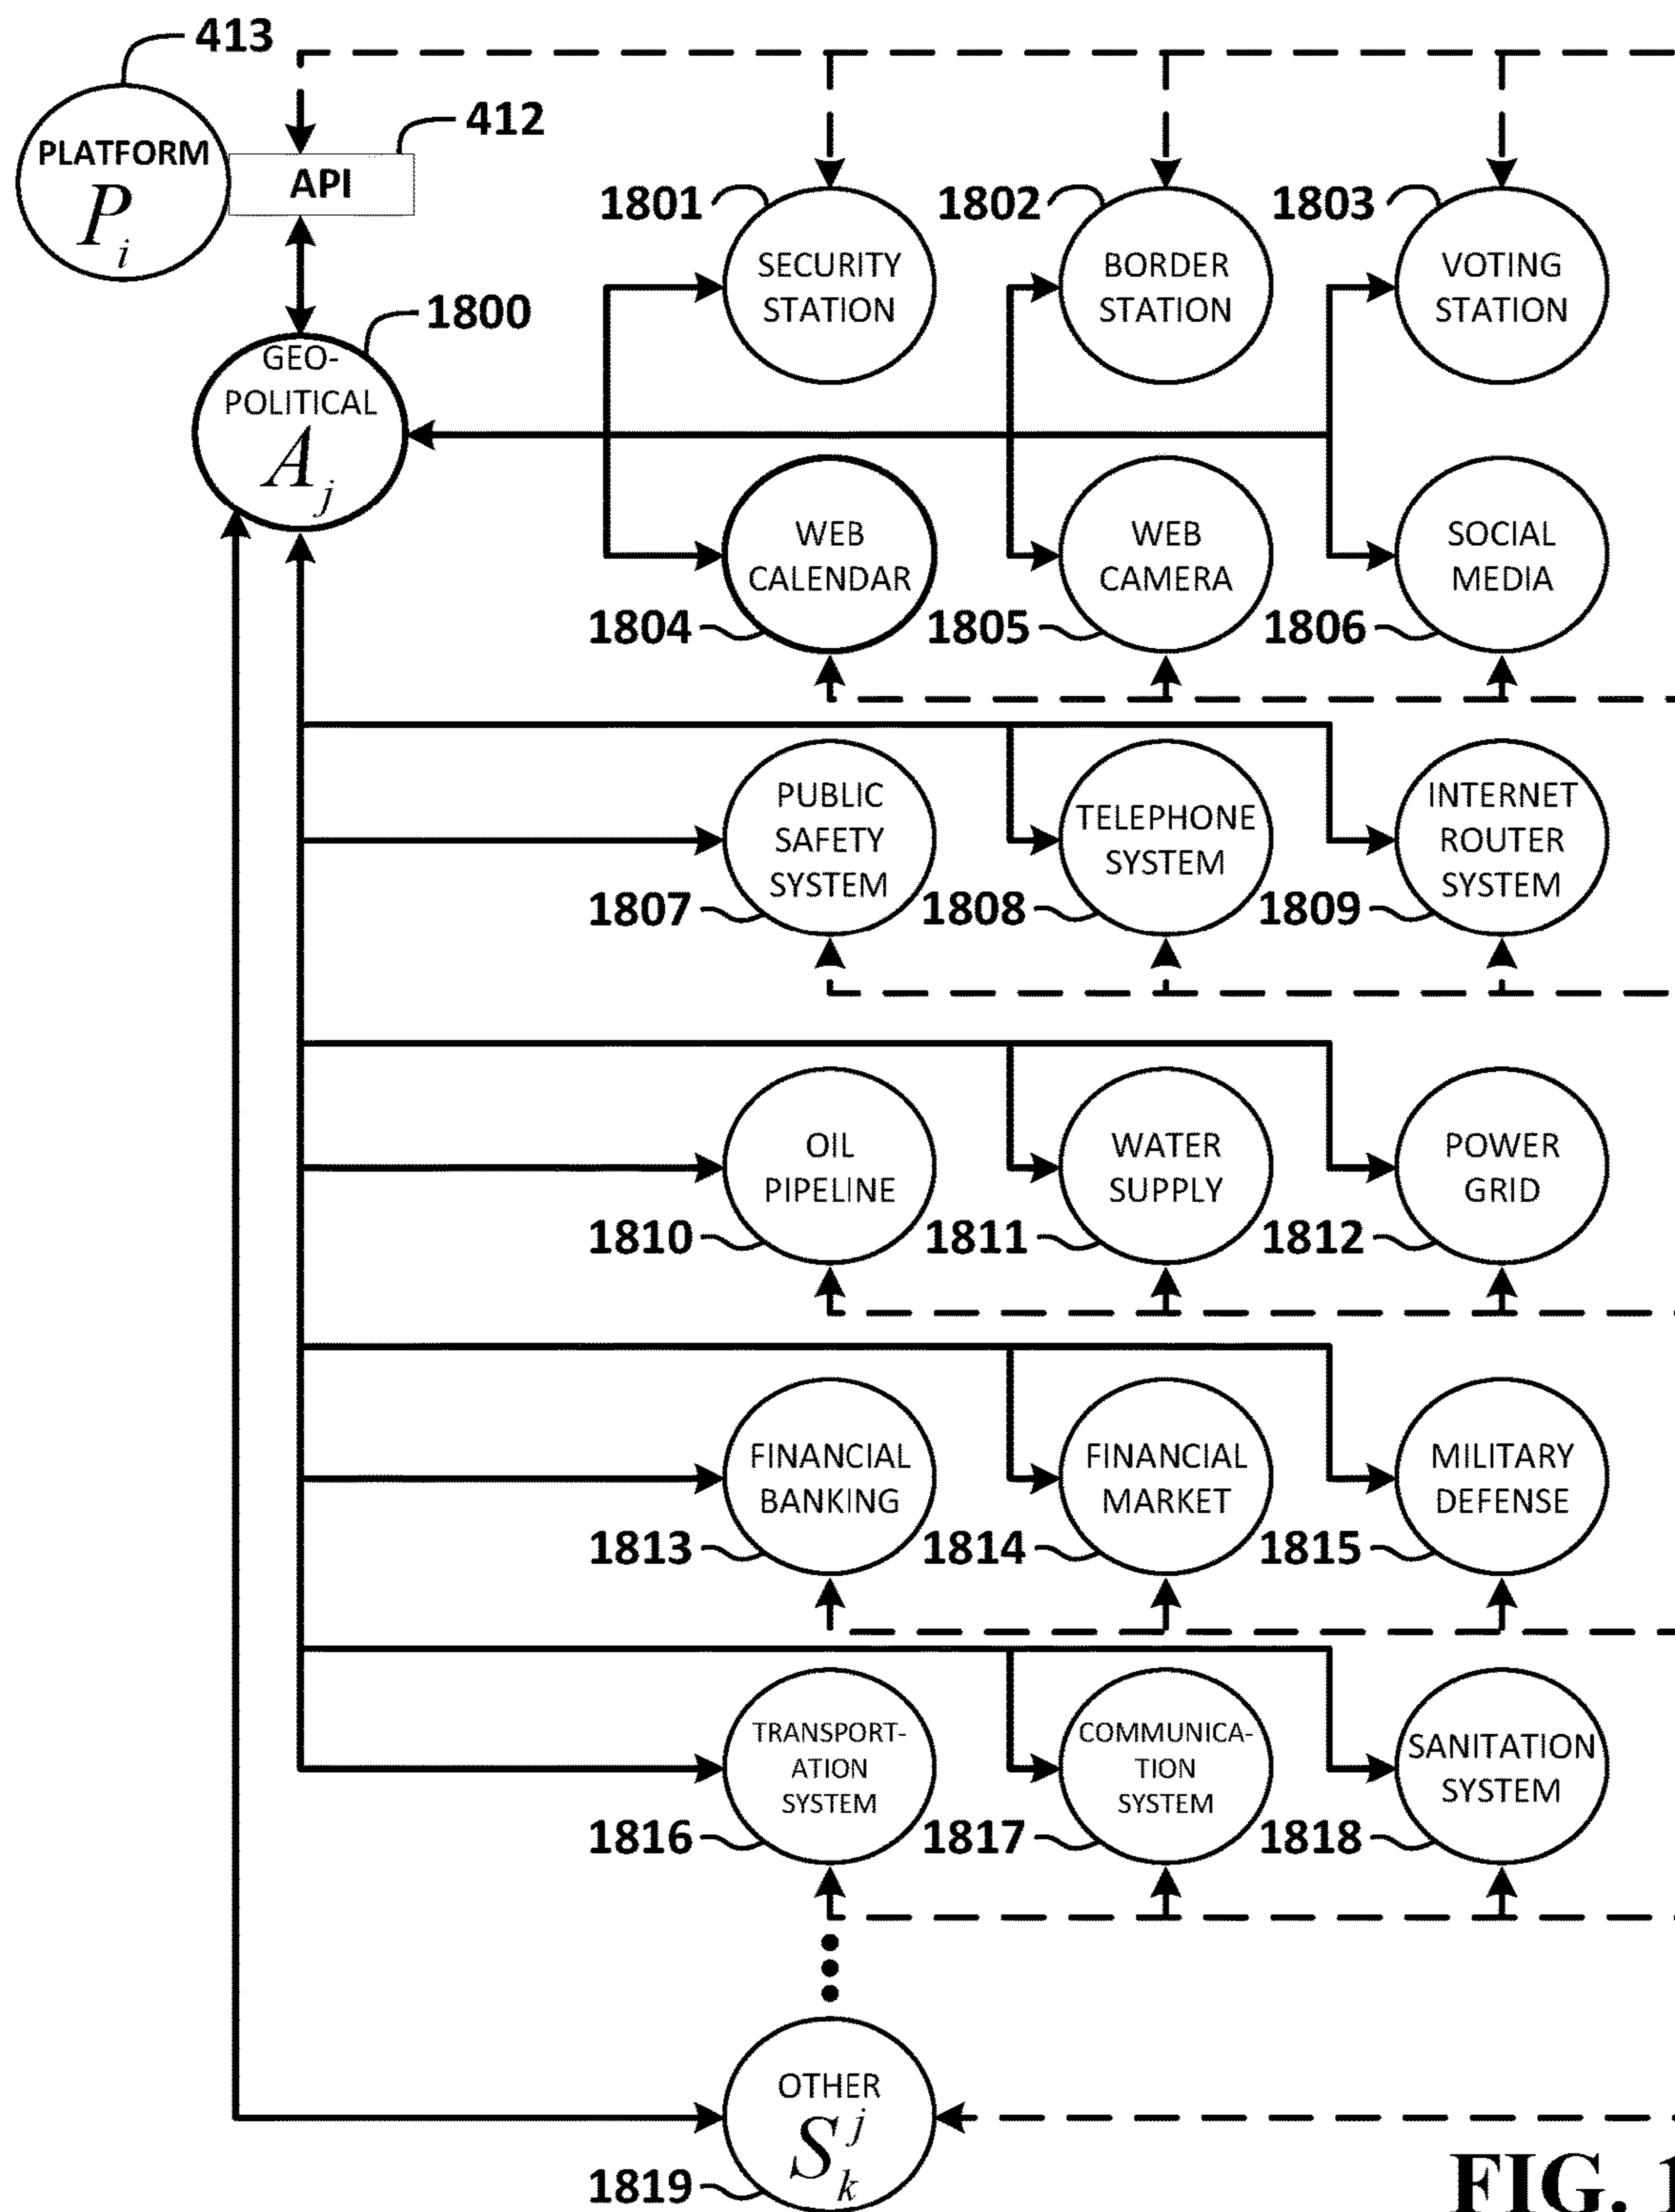 413
PLATFORM
P i
412
API
1800
GEO-
POLITICAL
A j
1801
SECURITY
STATION
1802
BORDER
STATION
1803
VOTING
STATION
WEB
CALENDAR
1804
WEB
CAMERA
1805
SOCIAL
MEDIA
1806
PUBLIC
SAFETY
SYSTEM
1807
TELEPHONE
SYSTEM
1808
INTERNET
ROUTER
SYSTEM
1809
OIL
PIPELINE
1810
WATER
SUPPLY
1811
POWER
GRID
1812
FINANCIAL
BANKING
1813
FINANCIAL
MARKET
1814
MILITARY
DEFENSE
1815
TRANSPORT-
ATION
SYSTEM
1816
COMMUNICA-
TION
SYSTEM
1817
SANITATION
SYSTEM
1818
OTHER
S j k
1819
FIG. 1